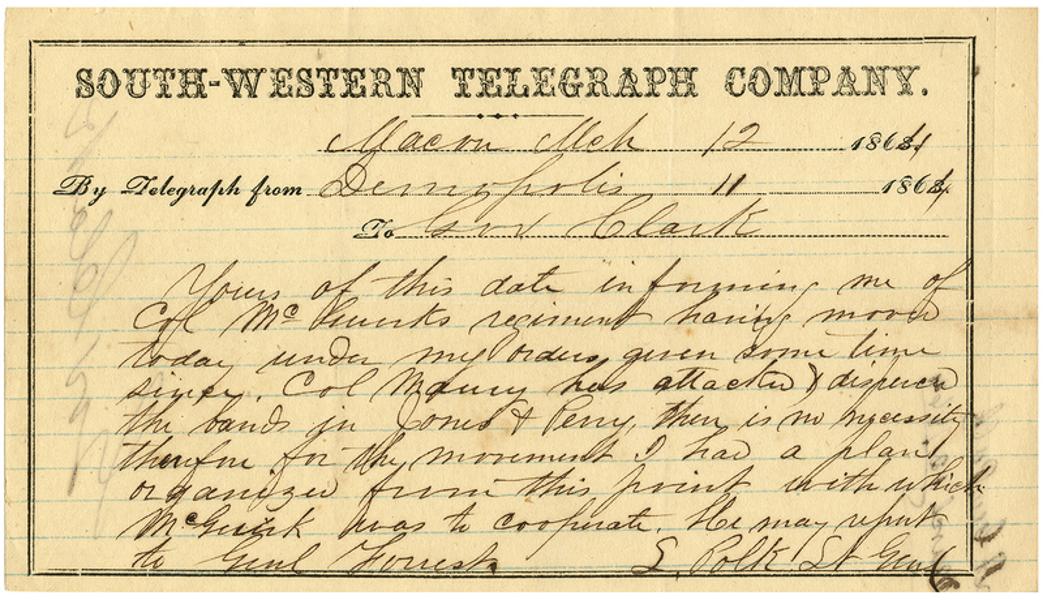 SOUTH-WESTERN TELEGRAPH COMPANY.
Macon Mch 12 1864
By Telegraph from Demopolis 11 1864
To Gov Clark
Yours of this date informing me of
Col McGuirks regiment having moved
today under my orders, given some time
since. Col Maury has attacked & dispersed
the bands in Jones & Perry, there is no necessity
therefore for the movement I had a plan
organized from this point with which
McGuirk was to cooperate. He may report
to Genl Forrest.
L. Polk Lt Genl